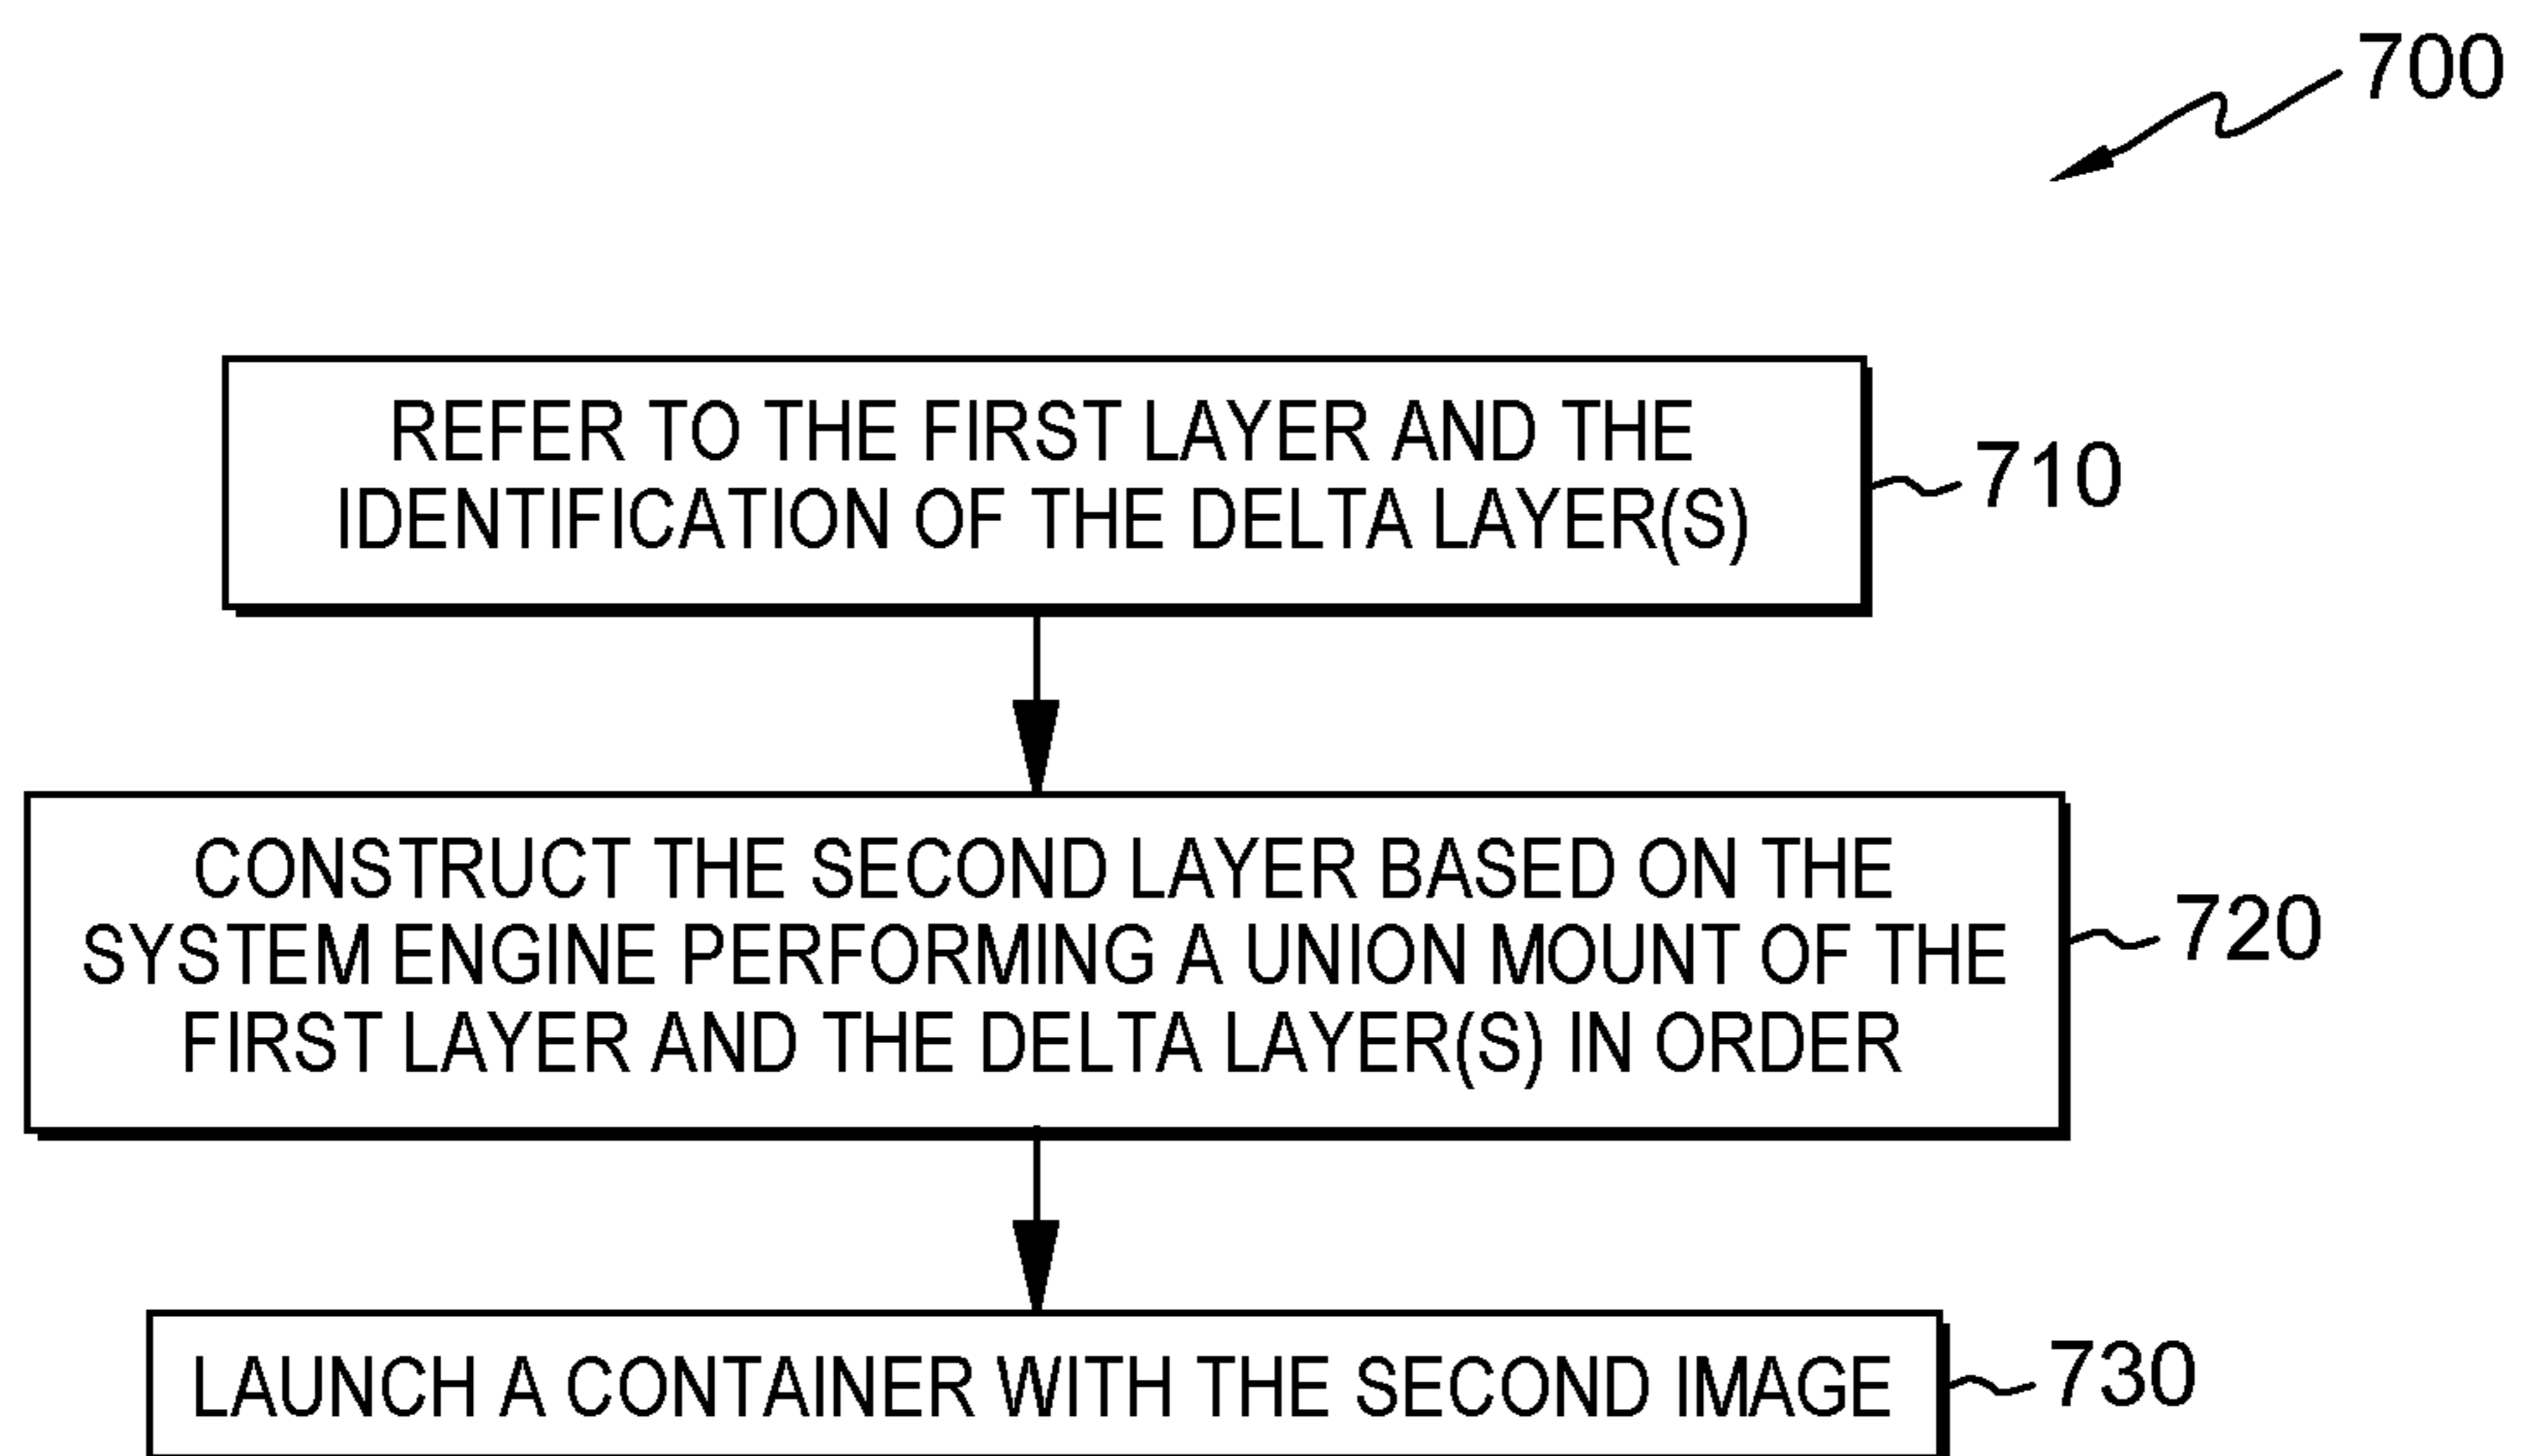 700
REFER TO THE FIRST LAYER AND THE
IDENTIFICATION OF THE DELTA LAYER(S)
710
CONSTRUCT THE SECOND LAYER BASED ON THE
SYSTEM ENGINE PERFORMING A UNION MOUNT OF THE
FIRST LAYER AND THE DELTA LAYER(S) IN ORDER
720
LAUNCH A CONTAINER WITH THE SECOND IMAGE
730